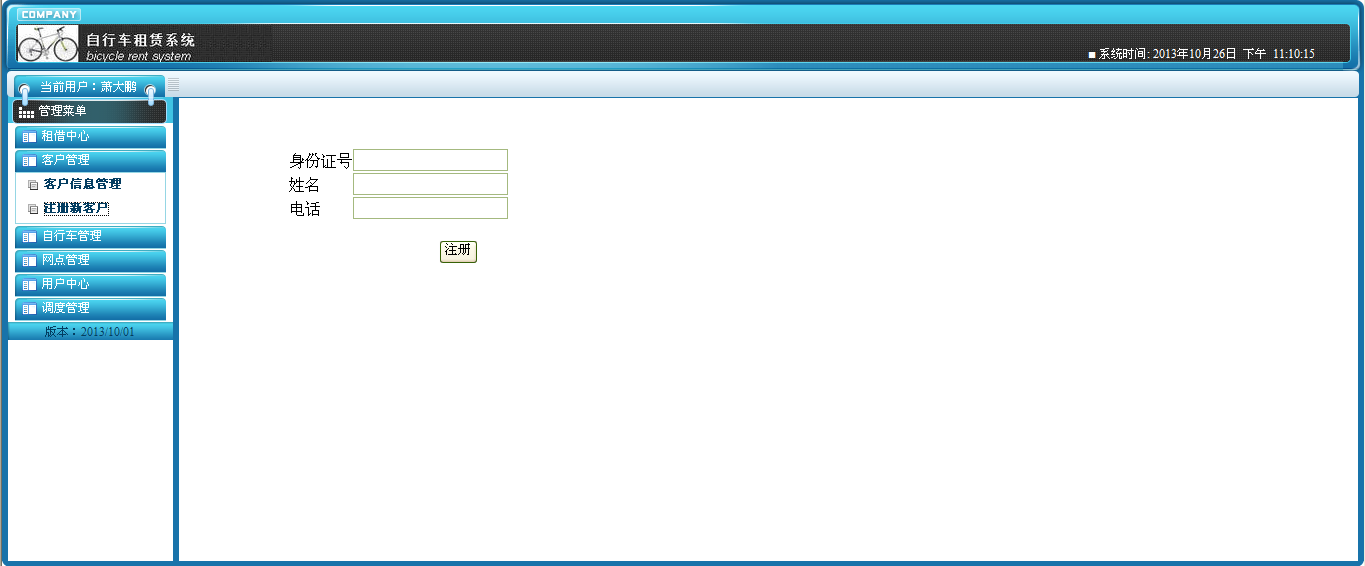 COMPANY
自行车租赁系统
bicycle rent system
■ 系统时间: 2013年10月26日 下午 11:10:15
当前用户：萧大鹏
管理菜单
租借中心
客户管理
客户信息管理
注册新客户
自行车管理
网点管理
用户中心
调度管理
版本：2013/10/01
身份证号
姓名
电话
注册